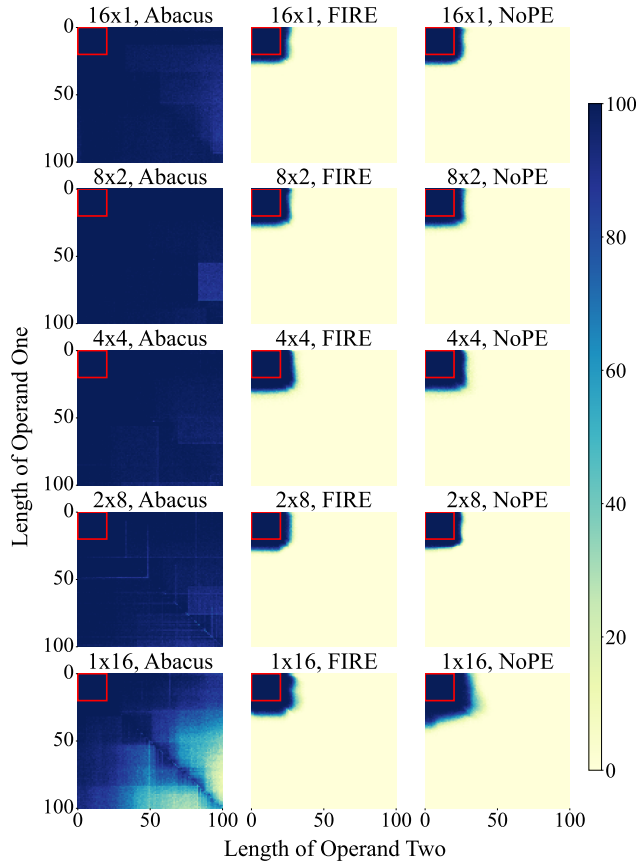 16x1, Abacus
16x1, FIRE
16x1, NoPE
0
50
100
8x2, Abacus
8x2, FIRE
8x2, NoPE
0
50
100
4x4, Abacus
4x4, FIRE
4x4, NoPE
0
50
100
2x8, Abacus
2x8, FIRE
2x8, NoPE
0
50
100
1x16, Abacus
1x16, FIRE
1x16, NoPE
0
50
100
0 50 100
0 50 100
0 50 100
Length of Operand One
Length of Operand Two
100
80
60
40
20
0